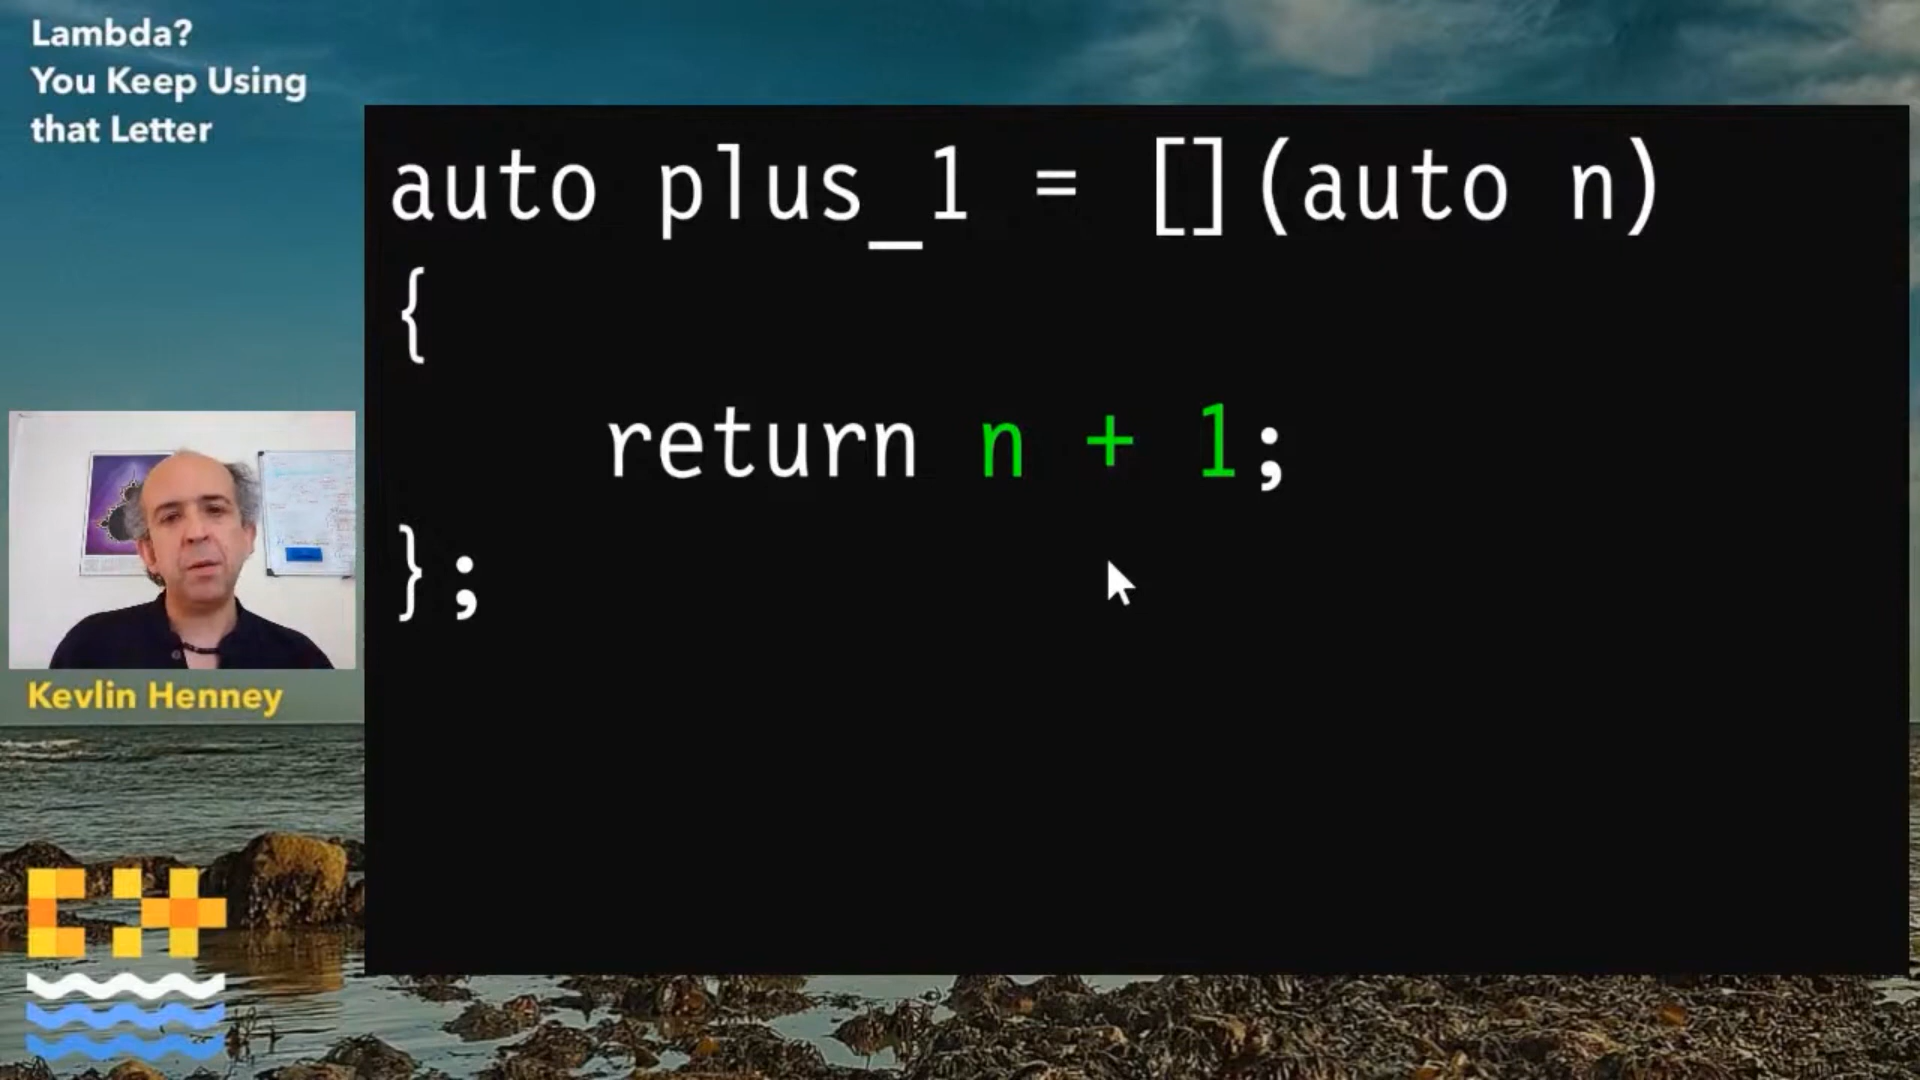 Lambda?
You Keep Using
that Letter
auto plus_1 = [](auto n)
{
return n + 1;
};
Kevlin Henney
C++